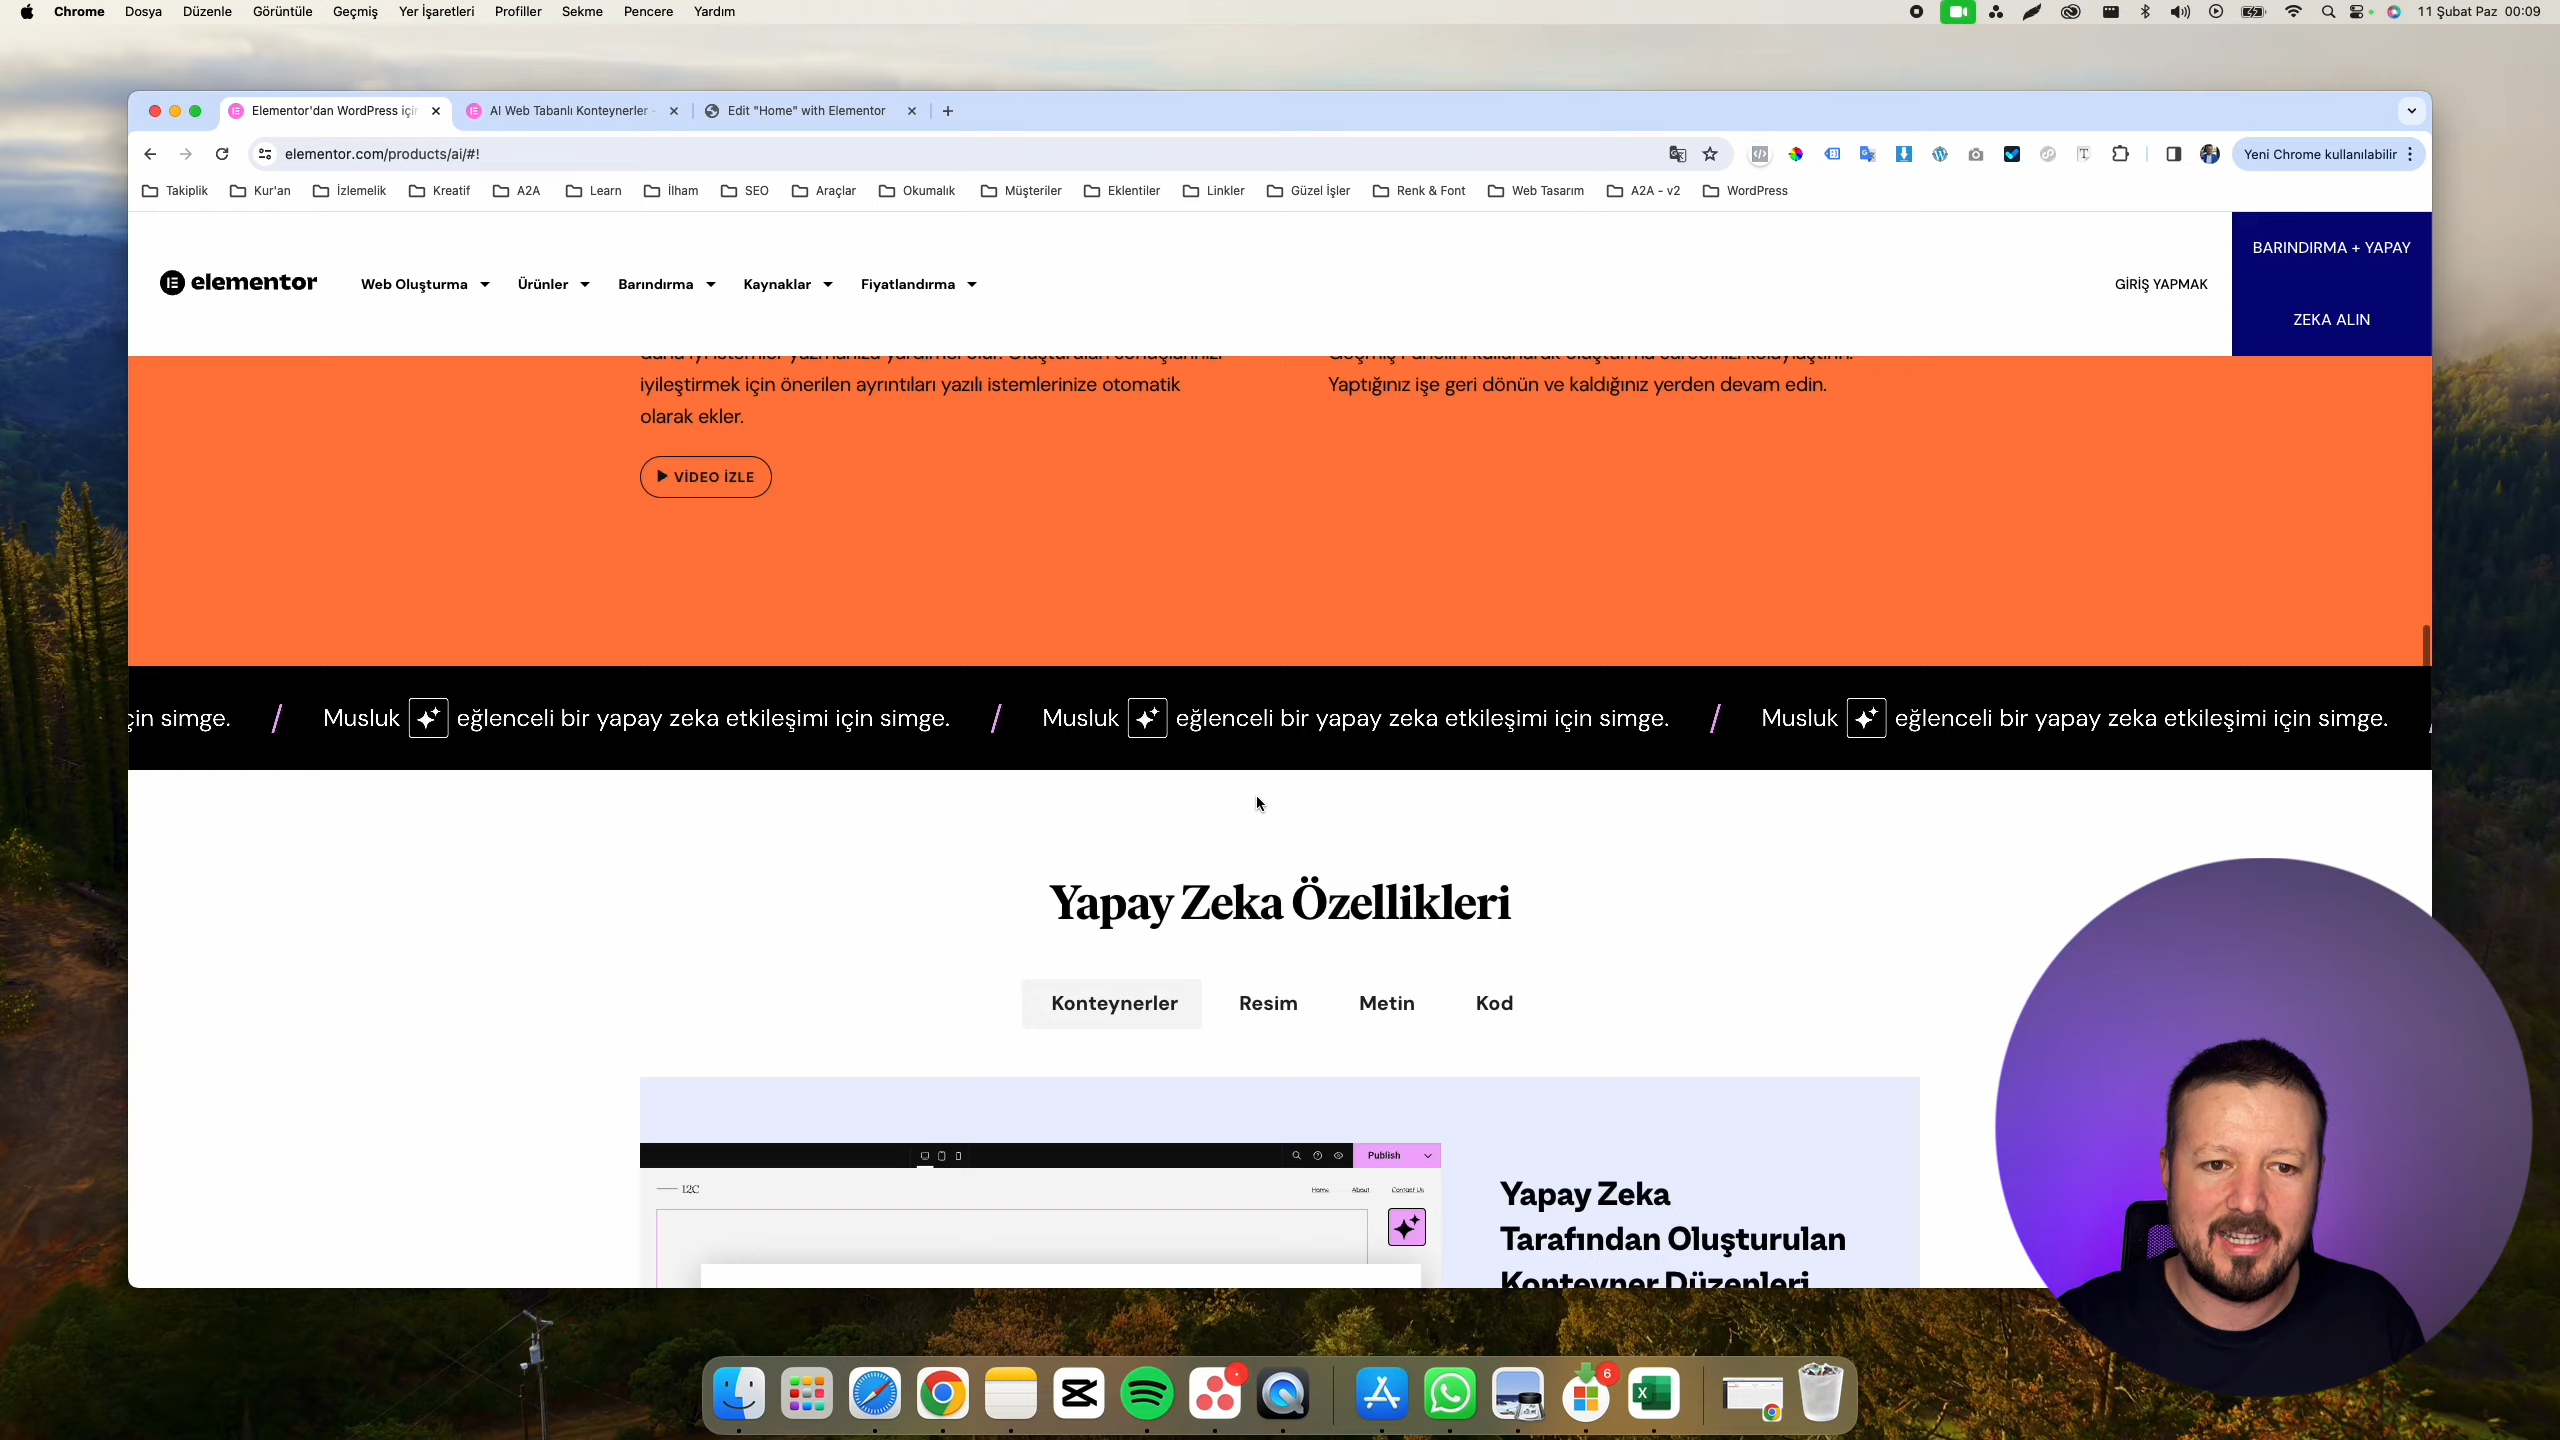 Chrome Dosya Düzenle Görüntüle Geçmiş Yer İşaretleri Profiller Sekme Pencere Yardım
11 Şubat Paz 00:09
Elementor'dan WordPress için
AI Web Tabanlı Konteynerler -
Edit "Home" with Elementor
elementor.com/products/ai/#!
Yeni Chrome kullanılabilir
Takiplik Kur'an İzlemelik Kreatif A2A Learn İlham SEO Araçlar Okumalık Müşteriler Eklentiler Linkler Güzel İşler Renk & Font Web Tasarım A2A - v2 WordPress
elementor
Web Oluşturma Ürünler Barındırma Kaynaklar Fiyatlandırma
GİRİŞ YAPMAK
BARINDIRMA + YAPAY
ZEKA ALIN
iyileştirmek için önerilen ayrıntıları yazılı istemlerinize otomatik
olarak ekler.
Yaptığınız işe geri dönün ve kaldığınız yerden devam edin.
VİDEO İZLE
çin simge. / Musluk eğlenceli bir yapay zeka etkileşimi için simge. / Musluk eğlenceli bir yapay zeka etkileşimi için simge. / Musluk eğlenceli bir yapay zeka etkileşimi için simge. /
Yapay Zeka Özellikleri
Konteynerler Resim Metin Kod
Publish
12C
Home About Contact Us
Yapay Zeka
Tarafından Oluşturulan
Konteyner Düzenleri
6